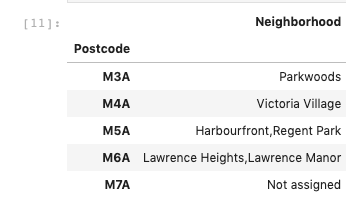 [11]:
Neighborhood
Postcode
M3A Parkwoods
M4A Victoria Village
M5A Harbourfront,Regent Park
M6A Lawrence Heights,Lawrence Manor
M7A Not assigned